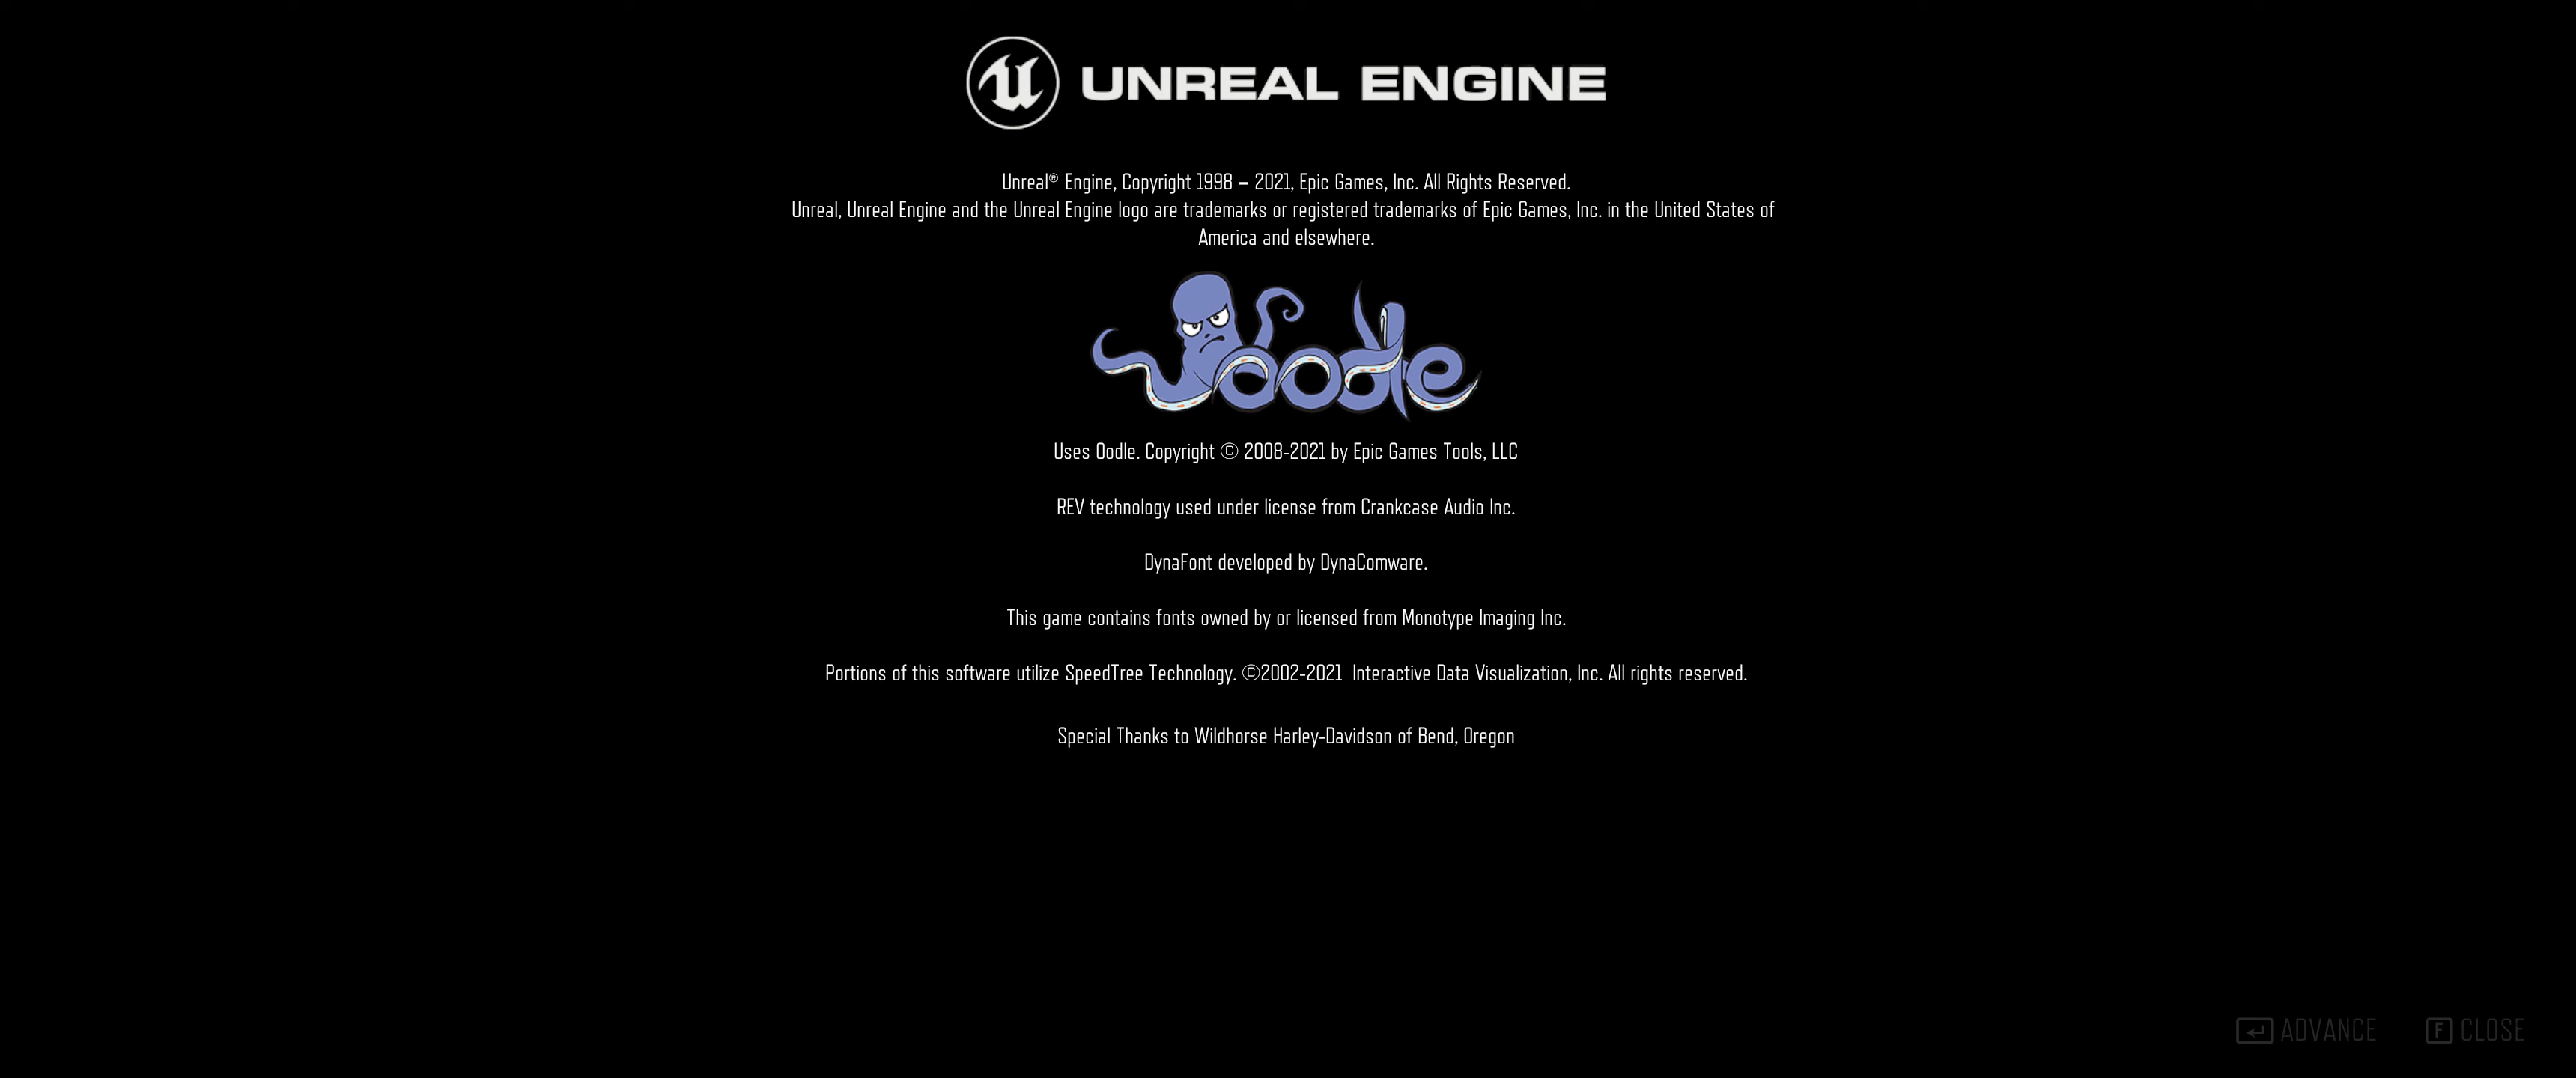 UNREAL ENGINE
Unreal® Engine, Copyright 1998 – 2021, Epic Games, Inc. All Rights Reserved.
Unreal, Unreal Engine and the Unreal Engine logo are trademarks or registered trademarks of Epic Games, Inc. in the United States of
America and elsewhere.
oodle
Uses Oodle. Copyright © 2008-2021 by Epic Games Tools, LLC
REV technology used under license from Crankcase Audio Inc.
DynaFont developed by DynaComware.
This game contains fonts owned by or licensed from Monotype Imaging Inc.
Portions of this software utilize SpeedTree Technology. ©2002-2021  Interactive Data Visualization, Inc. All rights reserved.
Special Thanks to Wildhorse Harley-Davidson of Bend, Oregon
ADVANCE F CLOSE